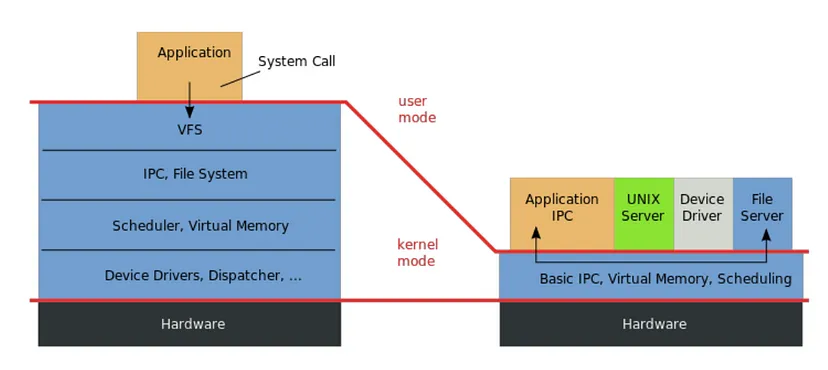 Application
System Call
VFS
IPC, File System
Scheduler, Virtual Memory
Device Drivers, Dispatcher, ...
Hardware
user
mode
kernel
mode
Application
IPC
UNIX
Server
Device
Driver
File
Server
Basic IPC, Virtual Memory, Scheduling
Hardware